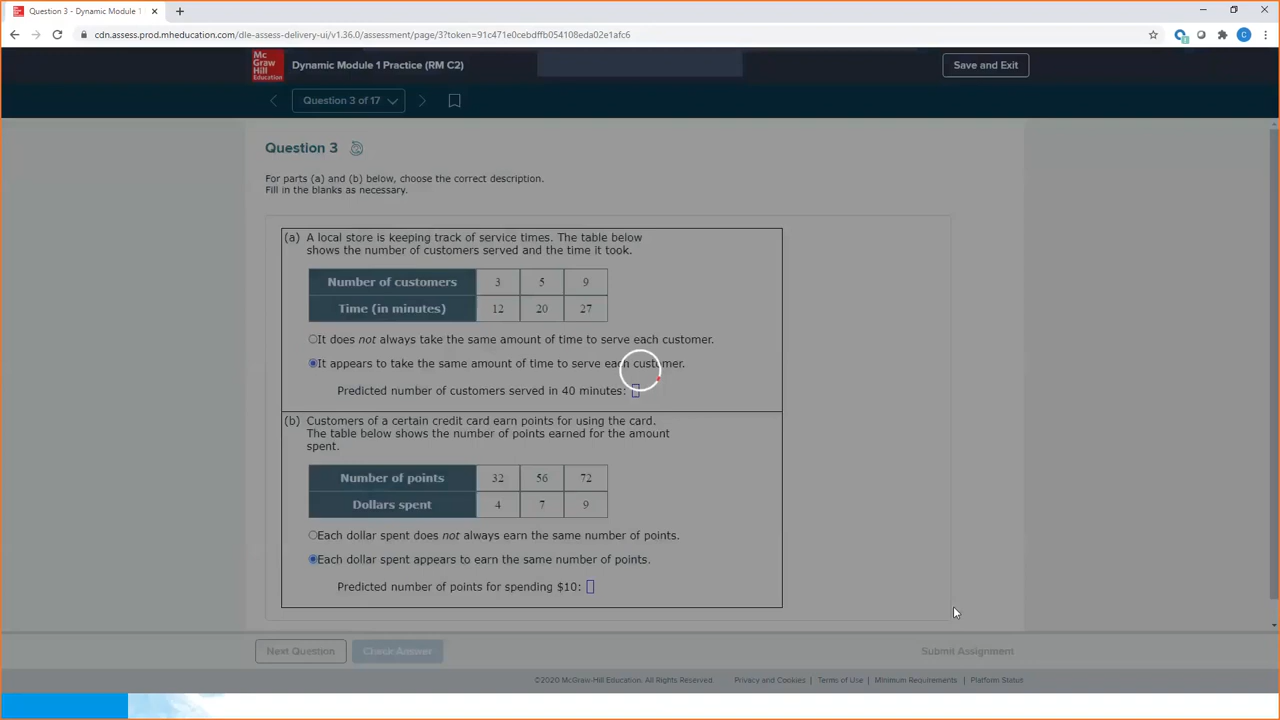 Question 3 - Dynamic Module 1
cdn.assess.prod.mheducation.com/dle-assess-delivery-ui/v1.36.0/assessment/page/3?token=91c471e0cebdffb054108eda02e1afc6
C
Mc
Graw
Hill
Education
Dynamic Module 1 Practice (RM C2)
Save and Exit
Question 3 of 17
Question 3
For parts (a) and (b) below, choose the correct description.
Fill in the blanks as necessary.
(a) A local store is keeping track of service times. The table below
shows the number of customers served and the time it took.
Number of customers 3 5 9
Time (in minutes) 12 20 27
It does not always take the same amount of time to serve each customer.
It appears to take the same amount of time to serve each customer.
Predicted number of customers served in 40 minutes:
(b) Customers of a certain credit card earn points for using the card.
The table below shows the number of points earned for the amount
spent.
Number of points 32 56 72
Dollars spent 4 7 9
Each dollar spent does not always earn the same number of points.
Each dollar spent appears to earn the same number of points.
Predicted number of points for spending $10:
Next Question Check Answer Submit Assignment
©2020 McGraw-Hill Education. All Rights Reserved Privacy and Cookies | Terms of Use | Minimum Requirements | Platform Status